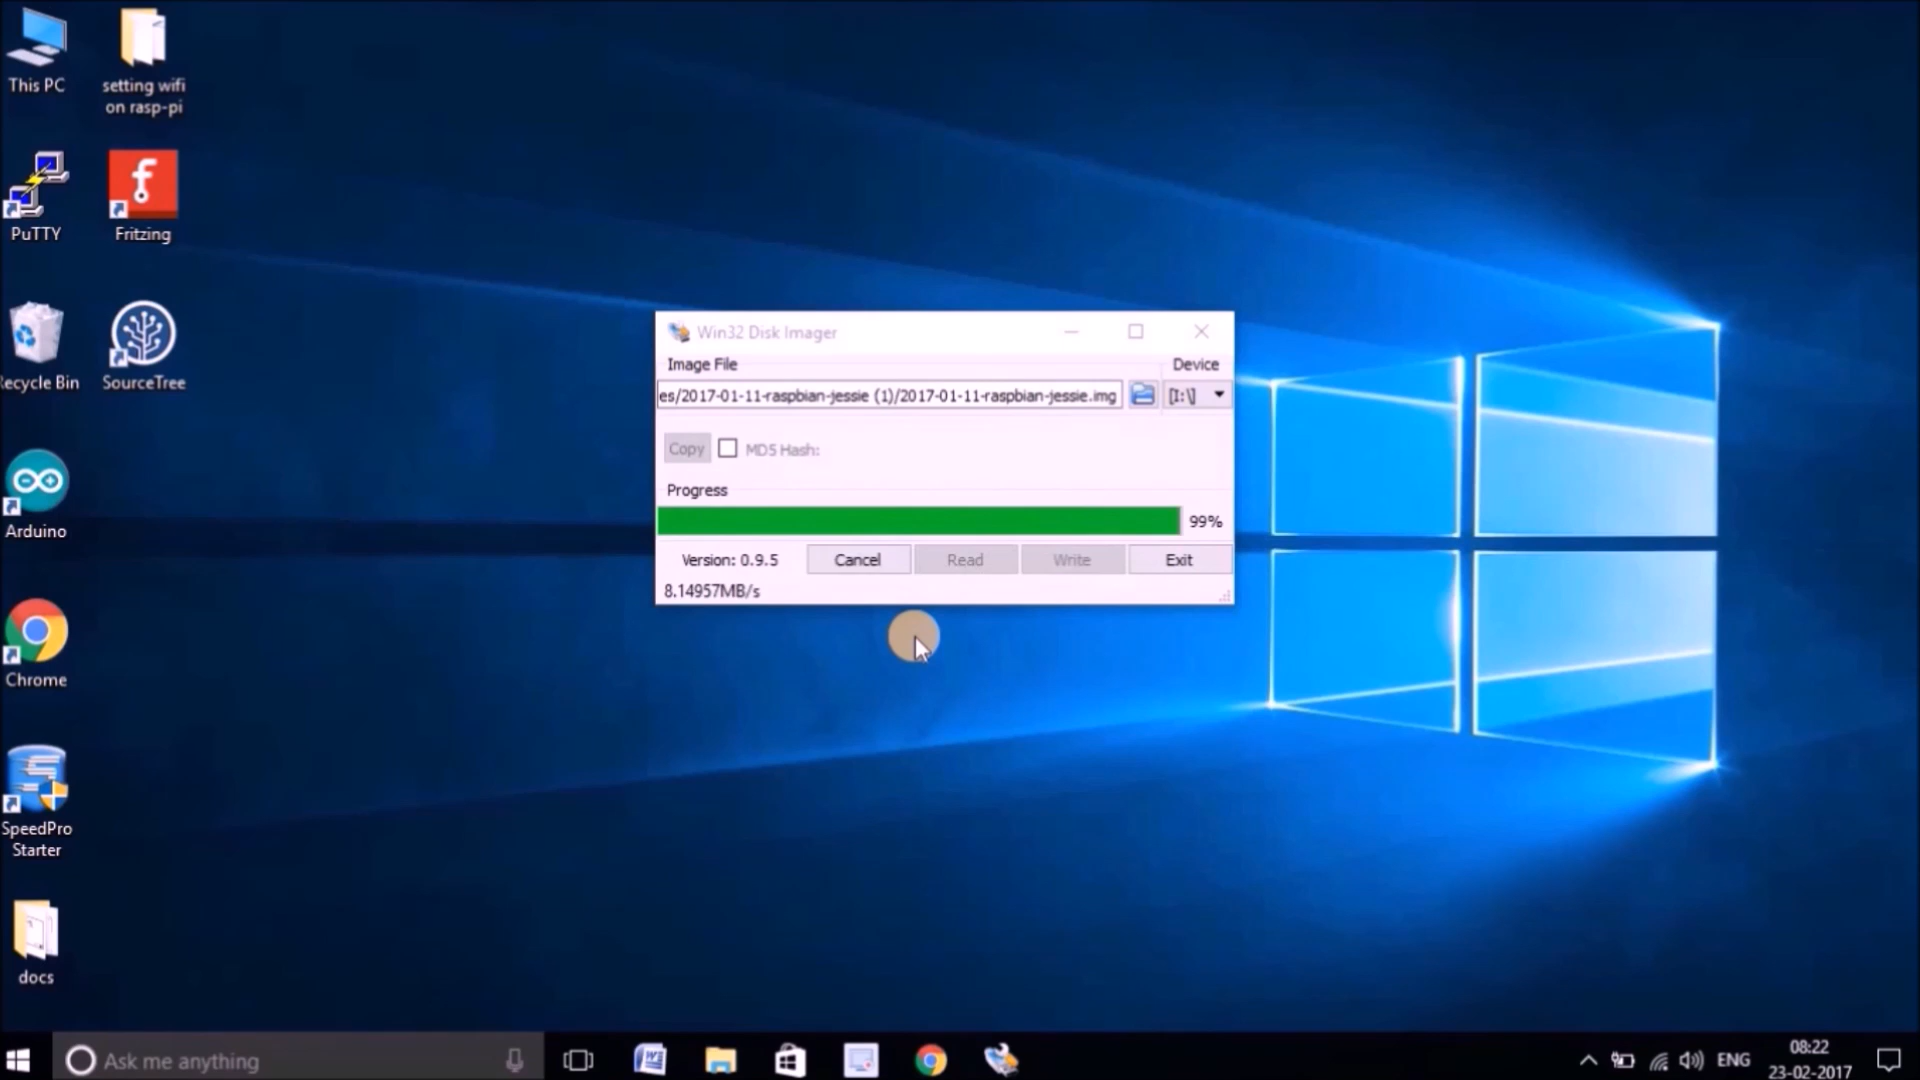 This PC
setting wifi
on rasp-pi
PuTTY
Fritzing
Recycle Bin
SourceTree
Arduino
Chrome
SpeedPro
Starter
docs
Win32 Disk Imager
Image File
Device
es/2017-01-11-raspbian-jessie (1)/2017-01-11-raspbian-jessie.img
[I:\]
Copy
MD5 Hash:
Progress
99%
Version: 0.9.5
Cancel
Read
Write
Exit
8.14957MB/s
Ask me anything
ENG
08:22
23-02-2017